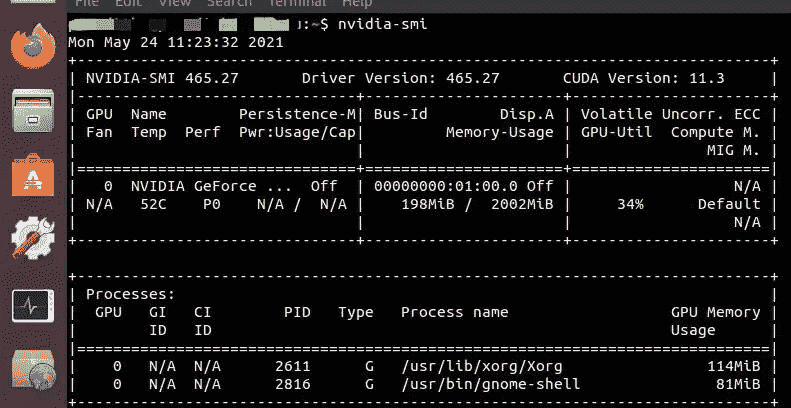 File Edit View Search Terminal Help
:~$ nvidia-smi
Mon May 24 11:23:32 2021
+-----------------------------------------------------------------------------+
| NVIDIA-SMI 465.27       Driver Version: 465.27       CUDA Version: 11.3     |
|-------------------------------+----------------------+----------------------+
| GPU  Name        Persistence-M| Bus-Id        Disp.A | Volatile Uncorr. ECC |
| Fan  Temp  Perf  Pwr:Usage/Cap|         Memory-Usage | GPU-Util  Compute M. |
|                               |                      |               MIG M. |
|===============================+======================+======================|
|   0  NVIDIA GeForce ...  Off  | 00000000:01:00.0 Off |                  N/A |
| N/A   52C    P0    N/A /  N/A |    198MiB /  2002MiB |     34%      Default |
|                               |                      |                  N/A |
+-------------------------------+----------------------+----------------------+
+-----------------------------------------------------------------------------+
| Processes:                                                                  |
|  GPU   GI   CI        PID   Type   Process name                  GPU Memory |
|        ID   ID                                                   Usage      |
|=============================================================================|
|    0   N/A  N/A      2611      G   /usr/lib/xorg/Xorg                114MiB |
|    0   N/A  N/A      2816      G   /usr/bin/gnome-shell               81MiB |
+-----------------------------------------------------------------------------+